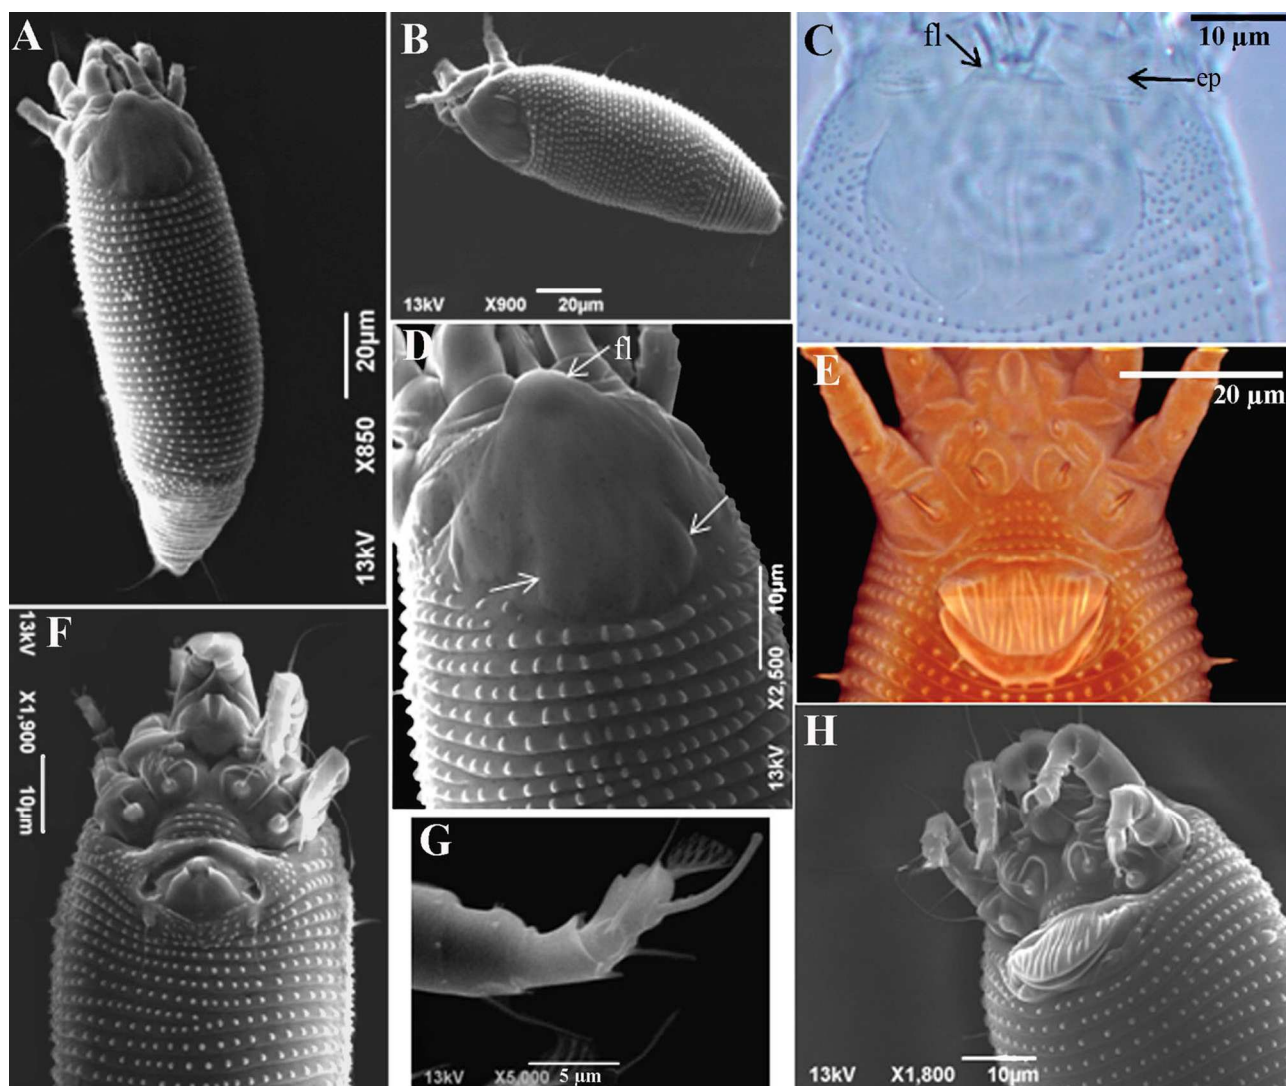 A
13kV X850 20µm
B
13kV X900 20µm
C
fl
ep
10 µm
D
fl
13kV X2,500 10µm
E
20 µm
F
10µm X1,900 13kV
G
13kV X5,000 5 µm
H
13kV X1,800 10µm